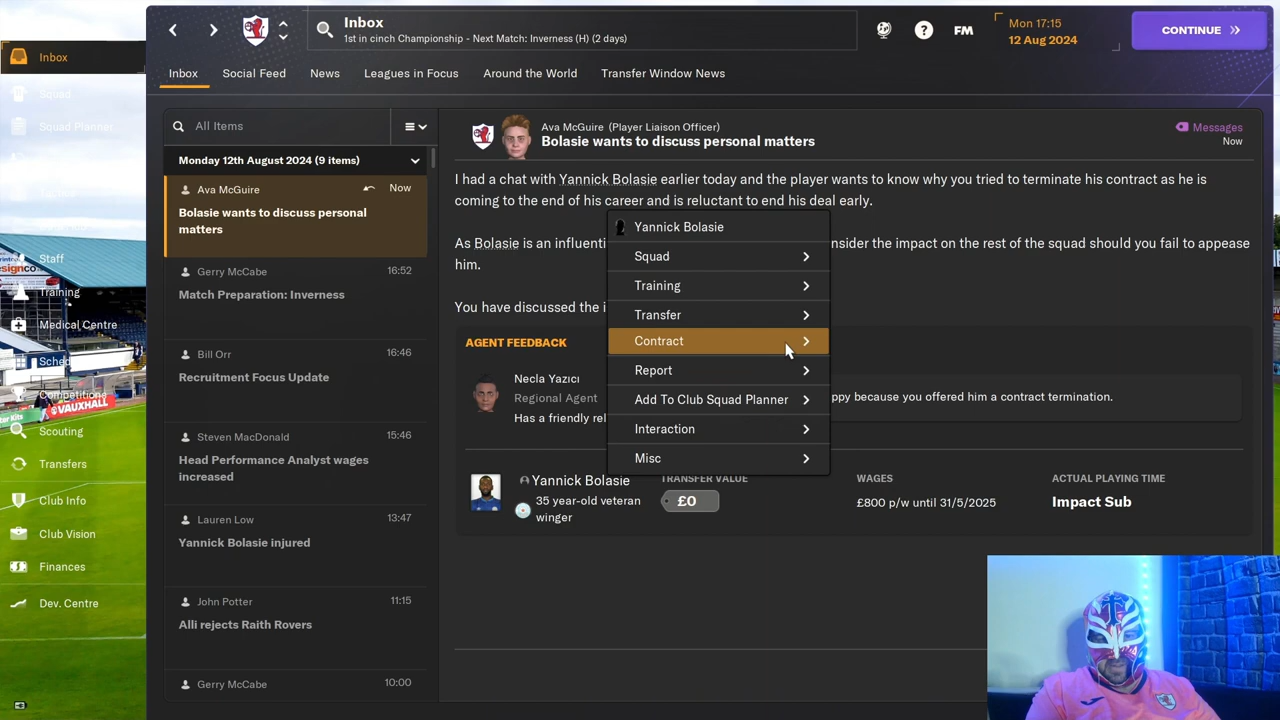 Inbox
1st in cinch Championship - Next Match: Inverness (H) (2 days)
?
FM
Mon 17:15
12 Aug 2024
CONTINUE
Inbox
Social Feed
News
Leagues in Focus
Around the World
Transfer Window News
Inbox
Squad
Squad Planner
Staff
Training
Medical Centre
Sched
Competitions
VAUXHALL
Scouting
Transfers
Club Info
Club Vision
Finances
Dev. Centre
All Items
Monday 12th August 2024 (9 items)
Ava McGuire
Now
Bolasie wants to discuss personal
matters
Gerry McCabe
16:52
Match Preparation: Inverness
Bill Orr
16:46
Recruitment Focus Update
Steven MacDonald
15:46
Head Performance Analyst wages
increased
Lauren Low
13:47
Yannick Bolasie injured
John Potter
11:15
Alli rejects Raith Rovers
Gerry McCabe
10:00
Ava McGuire (Player Liaison Officer)
Bolasie wants to discuss personal matters
Messages
Now
I had a chat with Yannick Bolasie earlier today and the player wants to know why you tried to terminate his contract as he is
coming to the end of his career and is reluctant to end his deal early.
As Bolasie is an influenti nsider the impact on the rest of the squad should you fail to appease
him.
You have discussed the i
Yannick Bolasie
Squad
Training
Transfer
Contract
Report
Add To Club Squad Planner
Interaction
Misc
AGENT FEEDBACK
Necla Yazıcı
Regional Agent
Has a friendly rel
ppy because you offered him a contract termination.
Yannick Bolasie
35 year-old veteran
winger
TRANSFER VALUE
£0
WAGES
£800 p/w until 31/5/2025
ACTUAL PLAYING TIME
Impact Sub